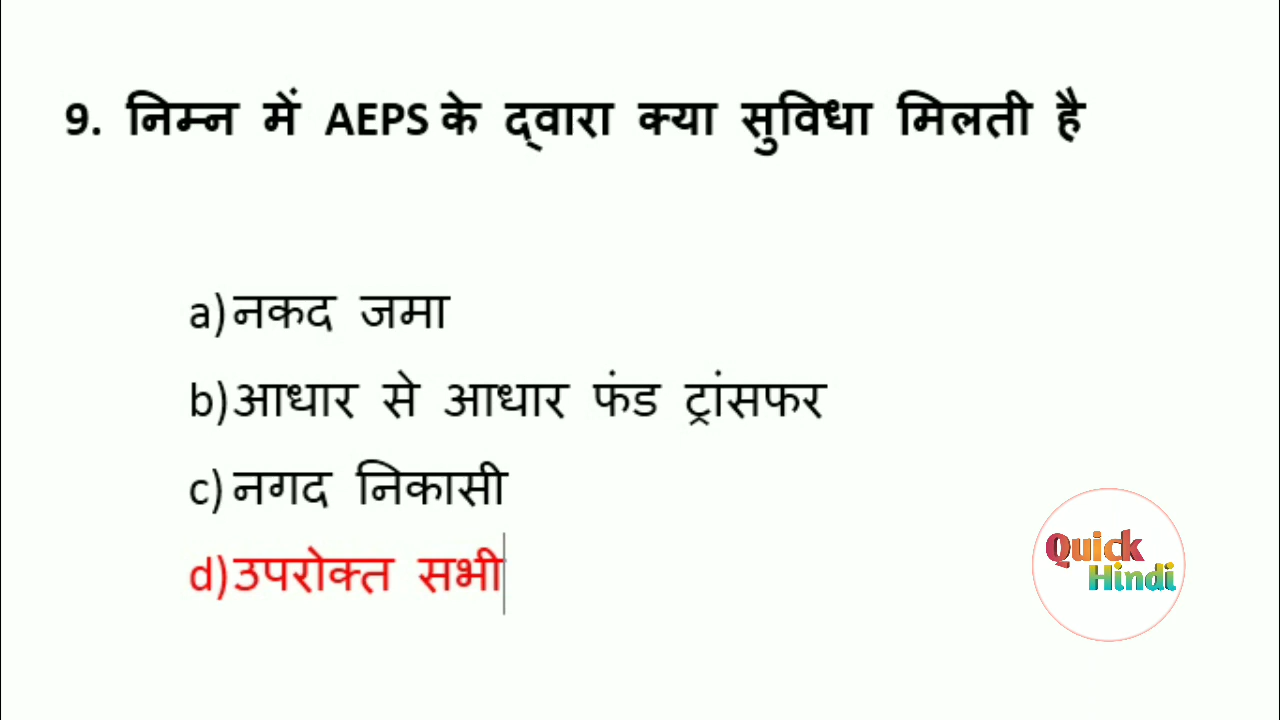 9. निम्न में AEPS के द्वारा क्या सुविधा मिलती है
a) नकद जमा
b) आधार से आधार फंड ट्रांसफर
c) नगद निकासी
d) उपरोक्त सभी
Quick
Hindi